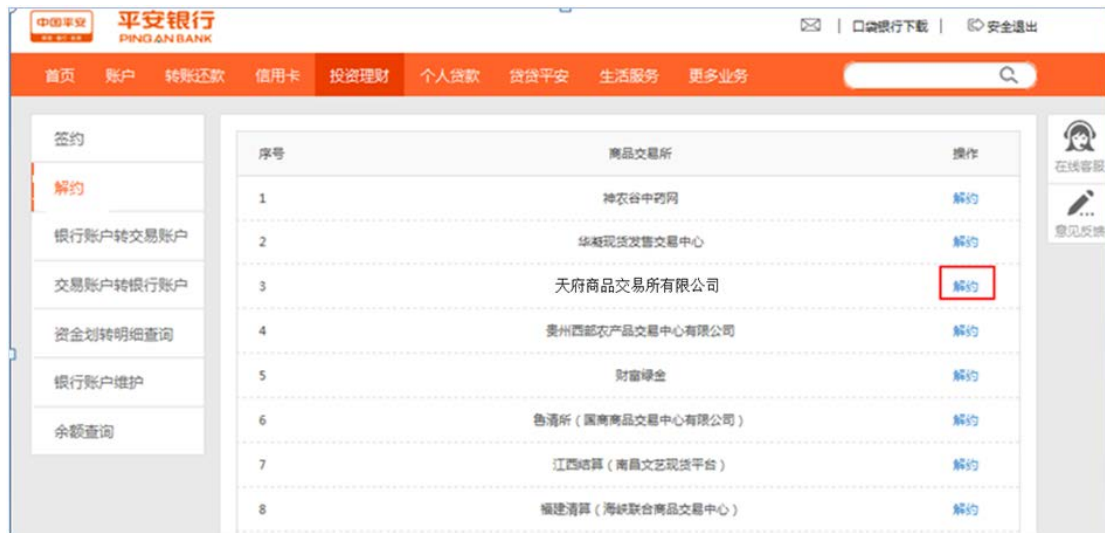 中国平安 平安银行
PING AN BANK
| 口袋银行下载 | 安全退出
首页 账户 转账还款 信用卡 投资理财 个人贷款 贷贷平安 生活服务 更多业务
签约
解约
银行账户转交易账户
交易账户转银行账户
资金划转明细查询
银行账户维护
余额查询
序号 商品交易所 操作
1 神农谷中药网 解约
2 华凝现货发售交易中心 解约
3 天府商品交易所有限公司 解约
4 贵州西部农产品交易中心有限公司 解约
5 财富绿金 解约
6 鲁清所（国商商品交易中心有限公司） 解约
7 江西结算（南昌文艺现货平台） 解约
8 福建清算（海峡联合商品交易中心） 解约
在线客服
意见反馈